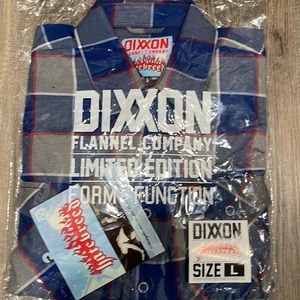 DIXXON
FLANNEL COMPANY
DIXXON
FLANNEL COMPANY
LIMITED EDITION
FORM FUNCTION
DIXXON
SIZE L